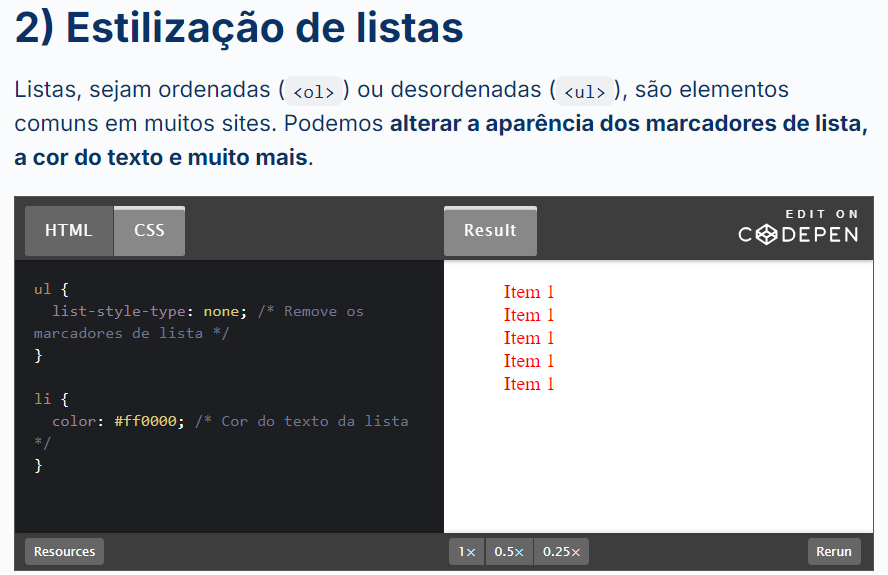 2) Estilização de listas
Listas, sejam ordenadas ( <ol> ) ou desordenadas ( <ul> ), são elementos
comuns em muitos sites. Podemos alterar a aparência dos marcadores de lista,
a cor do texto e muito mais.
HTML CSS
Result
EDIT ON
CODEPEN
ul {
  list-style-type: none; /* Remove os
marcadores de lista */
}
li {
  color: #ff0000; /* Cor do texto da lista
*/
}
Item 1
Item 1
Item 1
Item 1
Item 1
Resources
1× 0.5× 0.25×
Rerun